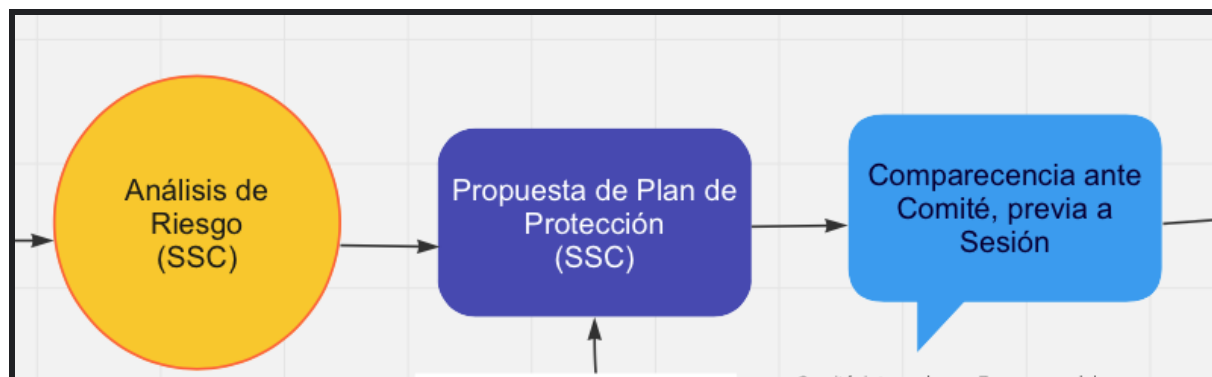 Análisis de
Riesgo
(SSC)
Propuesta de Plan de
Protección
(SSC)
Comparecencia ante
Comité, previa a
Sesión